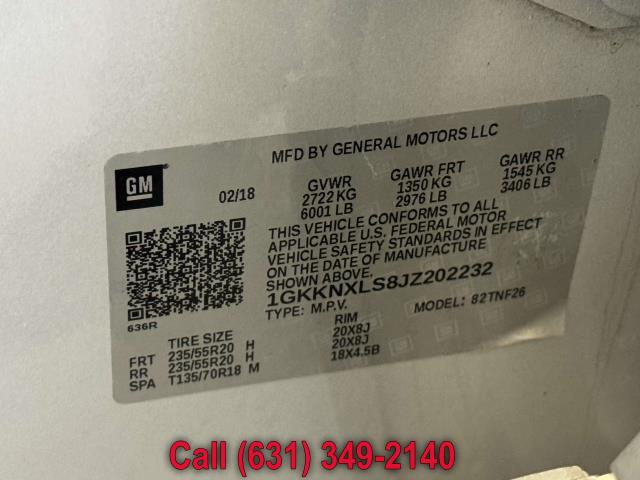 MFD BY GENERAL MOTORS LLC
GM
02/18
GVWR GAWR FRT GAWR RR
2722 KG 1350 KG 1545 KG
6001 LB 2976 LB 3406 LB
THIS VEHICLE CONFORMS TO ALL
APPLICABLE U.S. FEDERAL MOTOR
VEHICLE SAFETY STANDARDS IN EFFECT
ON THE DATE OF MANUFACTURE
SHOWN ABOVE.
1GKKNXLS8JZ202232
TYPE: M.P.V. MODEL: 82TNF26
636R
TIRE SIZE RIM
FRT 235/55R20 H 20X8J
RR 235/55R20 H 20X8J
SPA T135/70R18 M 18X4.5B
Call (631) 349-2140